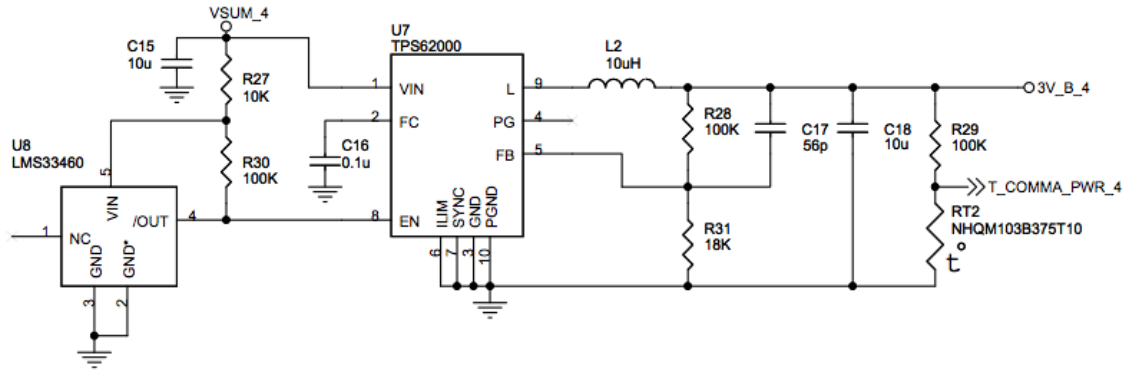 VSUM_4
C15
10u
R27
10K
U7
TPS62000
L2
10uH
1
VIN
L
9
3V_B_4
2
FC
PG
4
R28
100K
C17
56p
C18
10u
R29
100K
U8
LMS33460
C16
0.1u
FB
5
5
R30
100K
T_COMMA_PWR_4
VIN
/OUT
4
8
EN
ILIM
SYNC
GND
PGND
R31
18K
RT2
NHQM103B375T10
1
NC
GND
GND*
6
7
3
10
t°
3
2